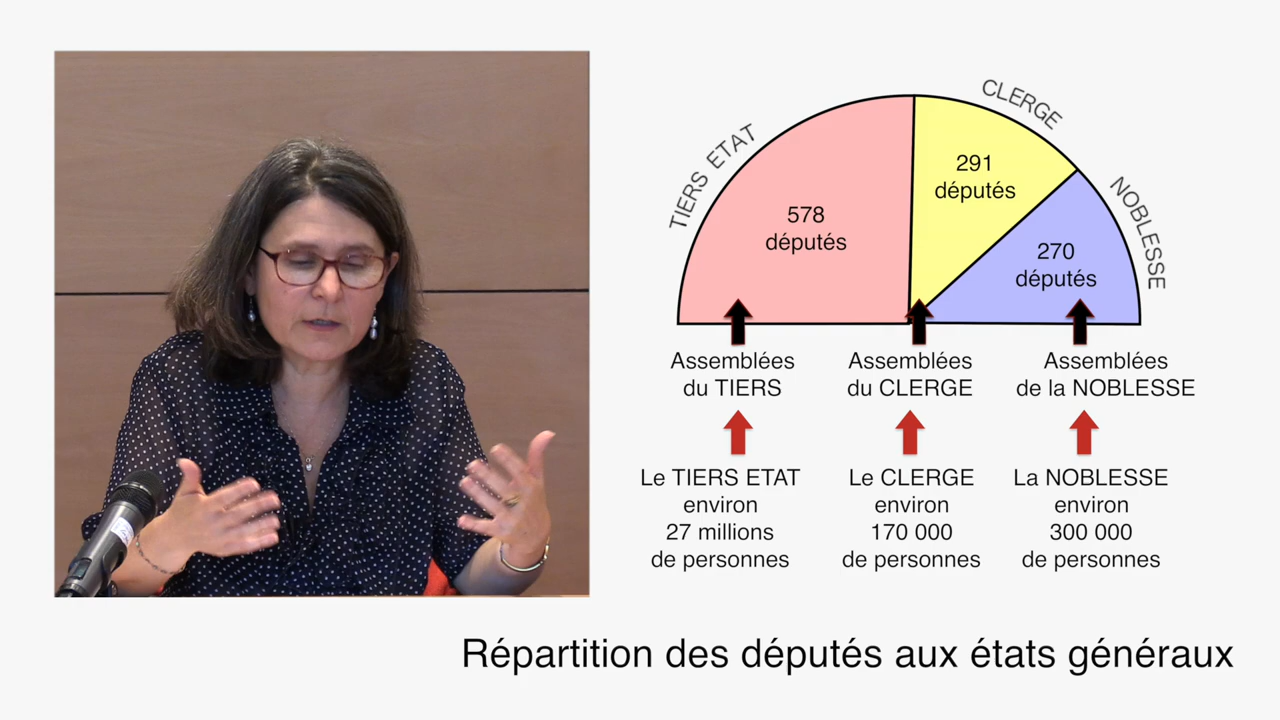 TIERS ETAT
CLERGE
NOBLESSE
578
députés
291
députés
270
députés
Assemblées
du TIERS
Assemblées
du CLERGE
Assemblées
de la NOBLESSE
Le TIERS ETAT
environ
27 millions
de personnes
Le CLERGE
environ
170 000
de personnes
La NOBLESSE
environ
300 000
de personnes
Répartition des députés aux états généraux